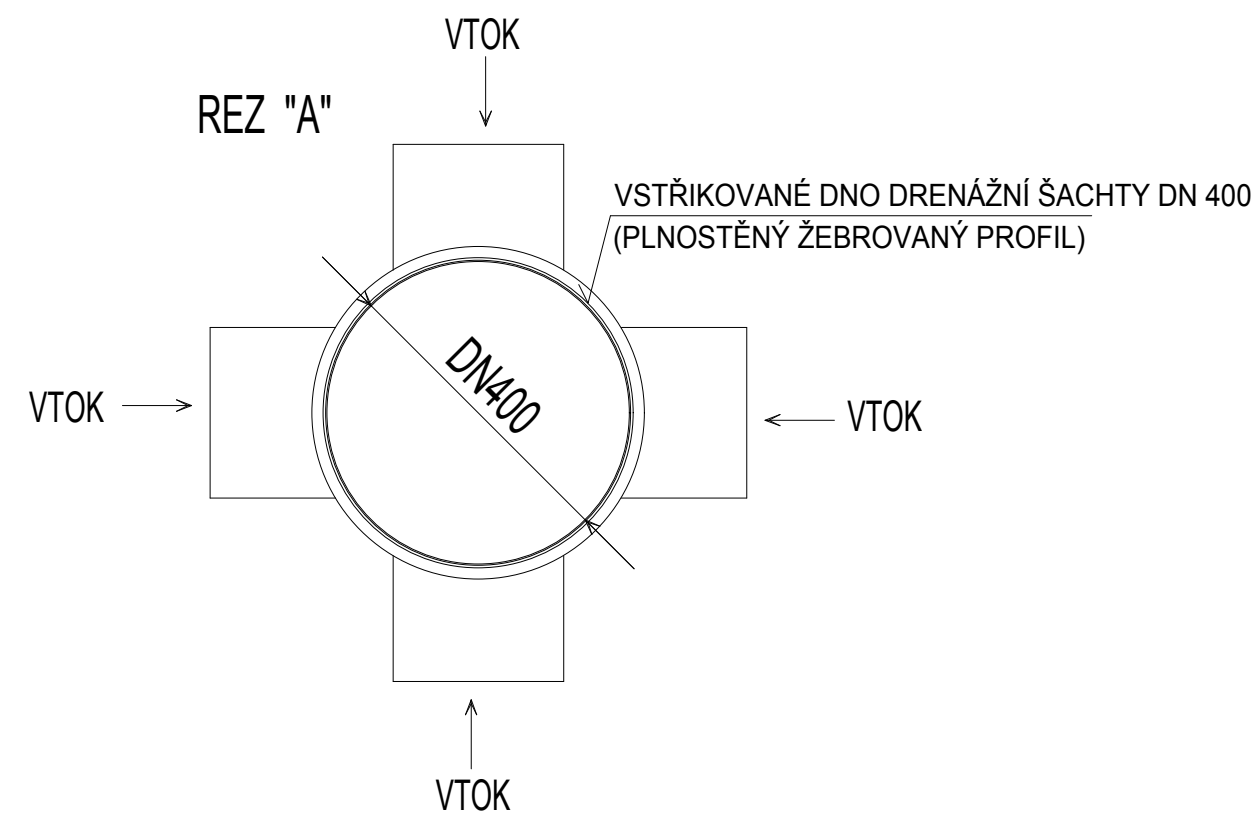 VTOK
REZ "A"
VSTŘIKOVANÉ DNO DRENÁŽNÍ ŠACHTY DN 400
(PLNOSTĚNÝ ŽEBROVANÝ PROFIL)
DN400
VTOK
VTOK
VTOK